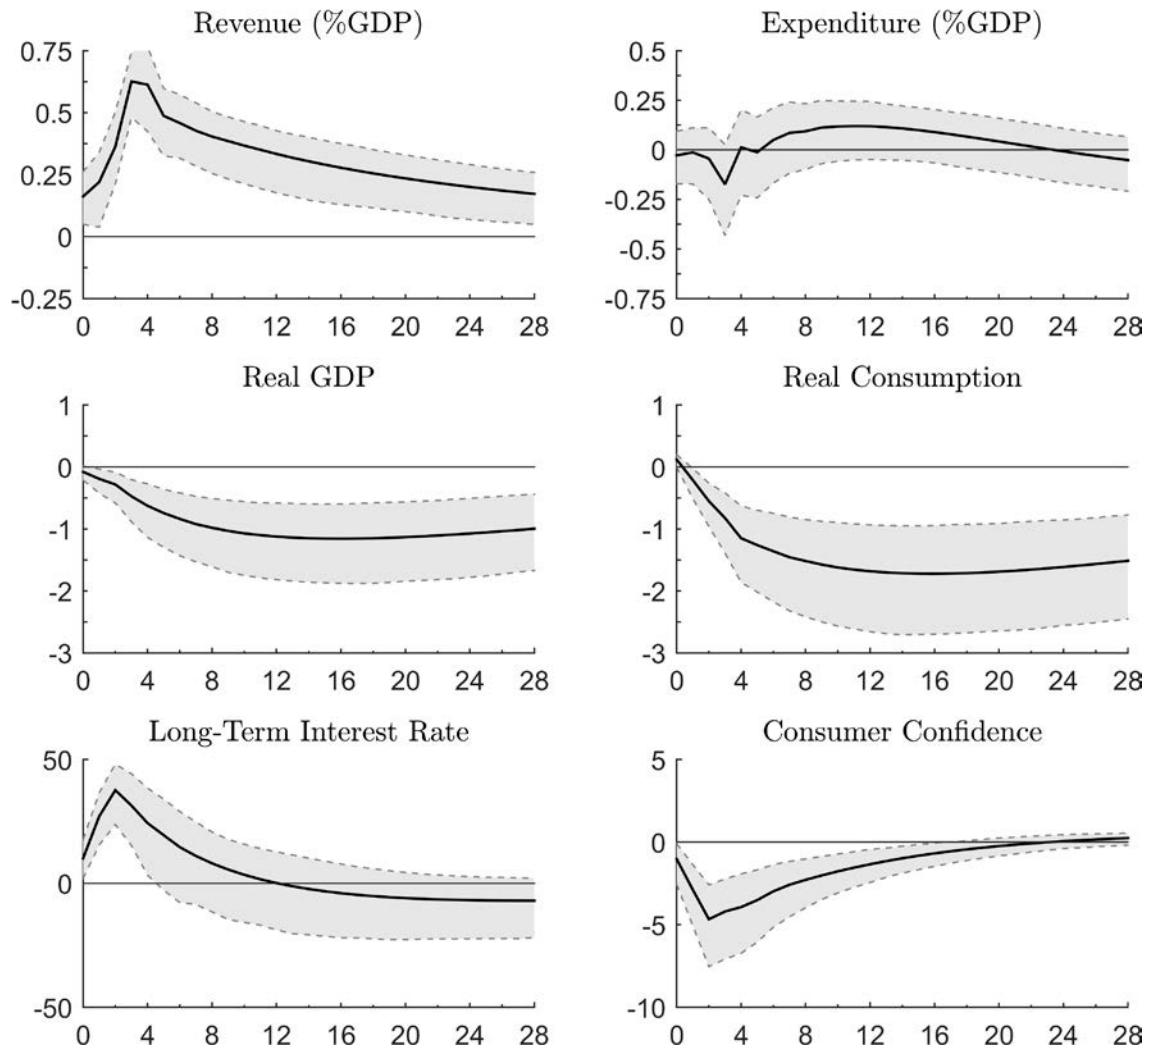 Revenue (%GDP)
0.75
0.5
0.25
0
-0.25
0 4 8 12 16 20 24 28
Expenditure (%GDP)
0.5
0.25
0
-0.25
-0.5
-0.75
0 4 8 12 16 20 24 28
Real GDP
1
0
-1
-2
-3
0 4 8 12 16 20 24 28
Real Consumption
1
0
-1
-2
-3
0 4 8 12 16 20 24 28
Long-Term Interest Rate
50
0
-50
0 4 8 12 16 20 24 28
Consumer Confidence
5
0
-5
-10
0 4 8 12 16 20 24 28